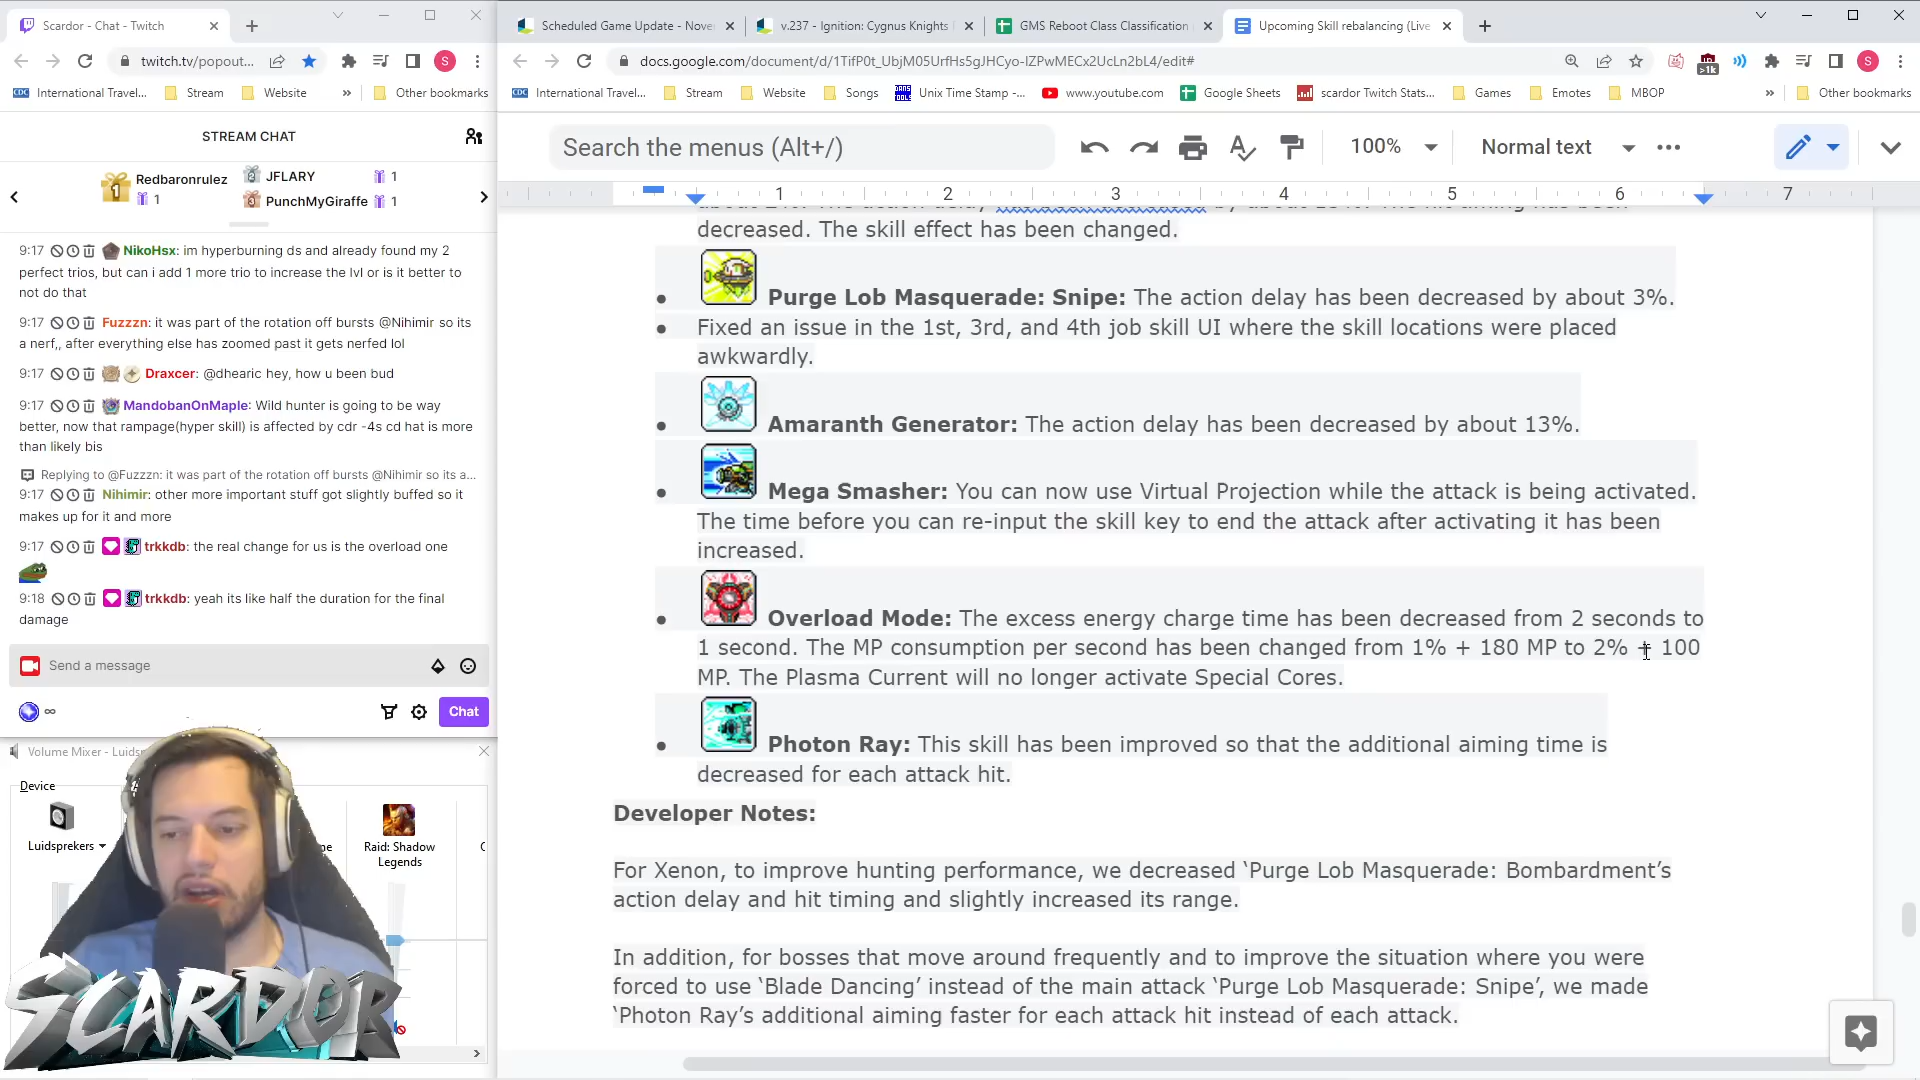 Scardor - Chat - Twitch
twitch.tv/popout...
International Travel...
Stream
Website
Other bookmarks
STREAM CHAT
Redbaronrulez
1
JFLARY
1
PunchMyGiraffe
1
9:17 NikoHsx: im hyperburning ds and already found my 2
perfect trios, but can i add 1 more trio to increase the lvl or is it better to
not do that
9:17 Fuzzzn: it was part of the rotation off bursts @Nihimir so its
a nerf,, after everything else has zoomed past it gets nerfed lol
9:17 Draxcer: @dhearic hey, how u been bud
9:17 MandobanOnMaple: Wild hunter is going to be way
better, now that rampage(hyper skill) is affected by cdr -4s cd hat is more
than likely bis
Replying to @Fuzzzn: it was part of the rotation off bursts @Nihimir so its a...
9:17 Nihimir: other more important stuff got slightly buffed so it
makes up for it and more
9:17 trkkdb: the real change for us is the overload one
9:18 trkkdb: yeah its like half the duration for the final
damage
Send a message
∞
Chat
Volume Mixer - Luids
Device
Luidsprekers
Raid: Shadow
Legends
SCARDOR
Scheduled Game Update - Nove
v.237 - Ignition: Cygnus Knights
GMS Reboot Class Classification
Upcoming Skill rebalancing (Live
docs.google.com/document/d/1TifP0t_UbjM05UrfHs5gJHCyo-IZPwMECx2UcLn2bL4/edit#
International Travel...
Stream
Website
Songs
Unix Time Stamp -...
www.youtube.com
Google Sheets
scardor Twitch Stats...
Games
Emotes
MBOP
Other bookmarks
Search the menus (Alt+/)
100%
Normal text
1 2 3 4 5 6 7
decreased. The skill effect has been changed.
Purge Lob Masquerade: Snipe: The action delay has been decreased by about 3%.
Fixed an issue in the 1st, 3rd, and 4th job skill UI where the skill locations were placed
awkwardly.
Amaranth Generator: The action delay has been decreased by about 13%.
Mega Smasher: You can now use Virtual Projection while the attack is being activated.
The time before you can re-input the skill key to end the attack after activating it has been
increased.
Overload Mode: The excess energy charge time has been decreased from 2 seconds to
1 second. The MP consumption per second has been changed from 1% + 180 MP to 2% + 100
MP. The Plasma Current will no longer activate Special Cores.
Photon Ray: This skill has been improved so that the additional aiming time is
decreased for each attack hit.
Developer Notes:
For Xenon, to improve hunting performance, we decreased ‘Purge Lob Masquerade: Bombardment’s
action delay and hit timing and slightly increased its range.
In addition, for bosses that move around frequently and to improve the situation where you were
forced to use ‘Blade Dancing’ instead of the main attack ‘Purge Lob Masquerade: Snipe’, we made
‘Photon Ray’s additional aiming faster for each attack hit instead of each attack.